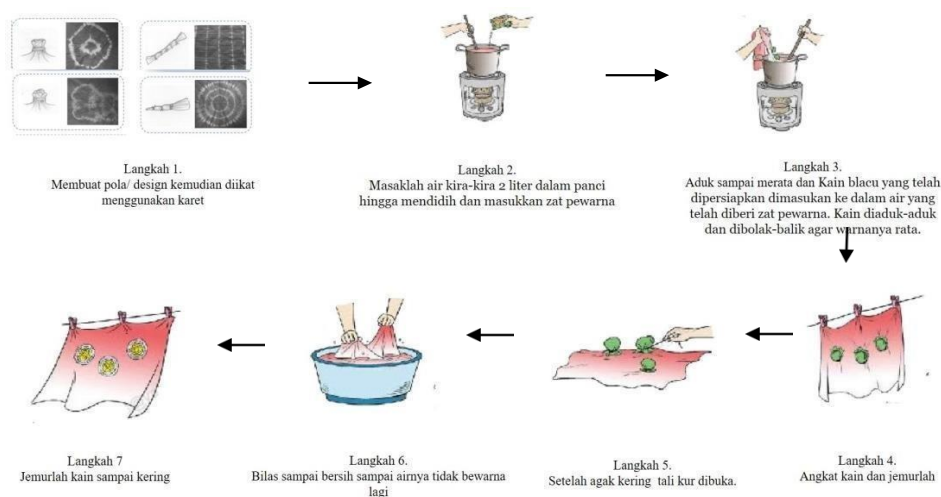 Langkah 1.
Membuat pola/ design kemudian diikat
menggunakan karet
Langkah 2.
Masaklah air kira-kira 2 liter dalam panci
hingga mendidih dan masukkan zat pewarna
Langkah 3.
Aduk sampai merata dan Kain blacu yang telah
dipersiapkan dimasukan ke dalam air yang
telah diberi zat pewarna. Kain diaduk-aduk
dan dibolak-balik agar warnanya rata.
Langkah 4.
Angkat kain dan jemurlah
Langkah 5.
Setelah agak kering tali kur dibuka.
Langkah 6.
Bilas sampai bersih sampai airnya tidak bewarna
lagi
Langkah 7
Jemurlah kain sampai kering